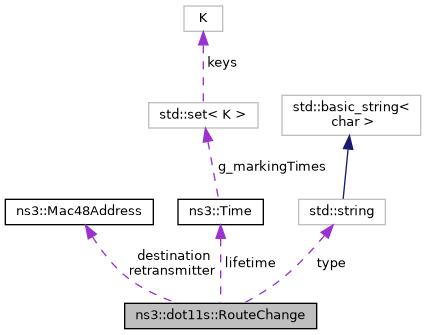 K
keys
std::set< K >
std::basic_string<
char >
g_markingTimes
ns3::Mac48Address
ns3::Time
std::string
destination
retransmitter
lifetime
type
ns3::dot11s::RouteChange